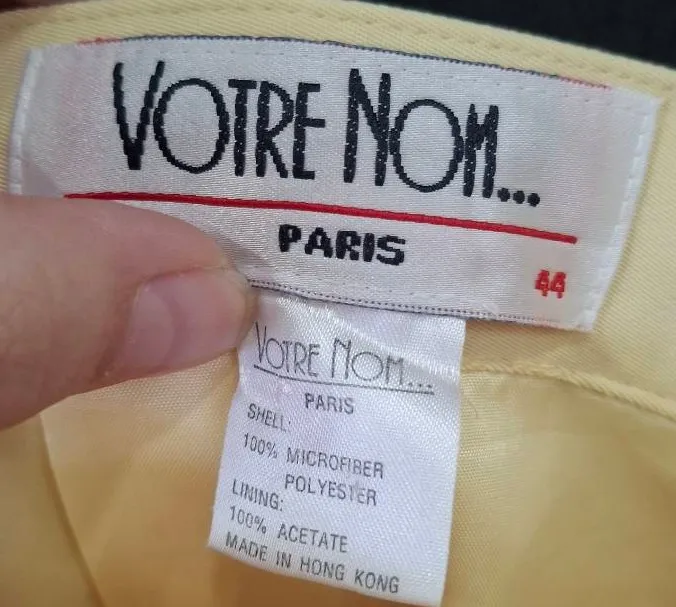 VOTRE NOM...
PARIS
44
VOTRE NOM...
PARIS
SHELL:
100% MICROFIBER
POLYESTER
LINING:
100% ACETATE
MADE IN HONG KONG